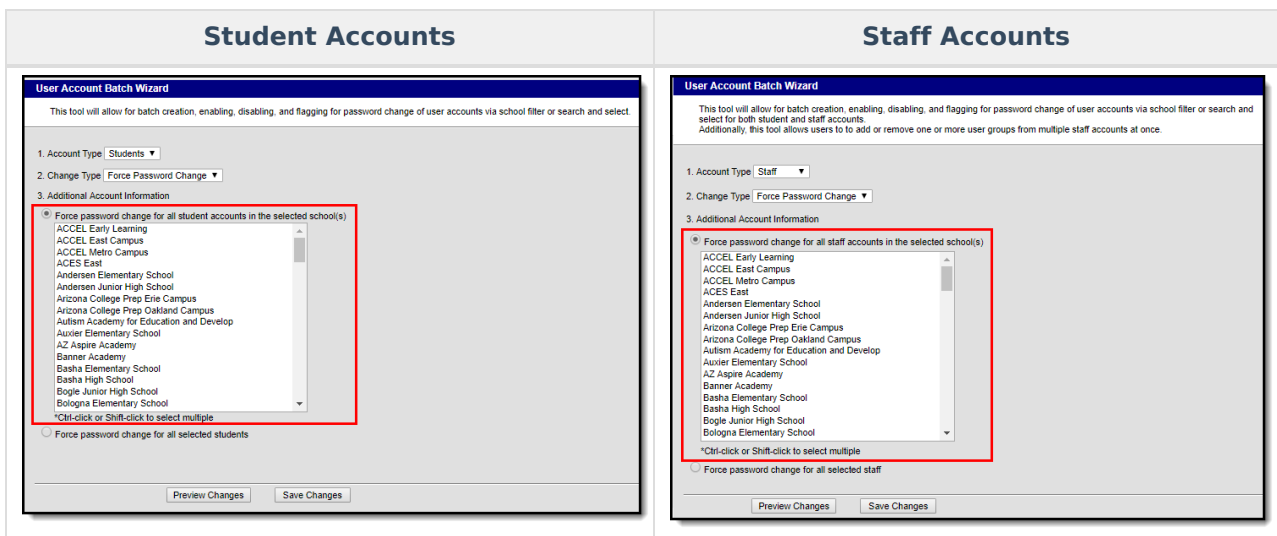 Student Accounts
Staff Accounts
User Account Batch Wizard
This tool will allow for batch creation, enabling, disabling, and flagging for password change of user accounts via school filter or search and select.
1. Account Type Students
2. Change Type Force Password Change
3. Additional Account Information
Force password change for all student accounts in the selected school(s)
ACCEL Early Learning
ACCEL East Campus
ACCEL Metro Campus
ACES East
Andersen Elementary School
Andersen Junior High School
Arizona College Prep Erie Campus
Arizona College Prep Oakland Campus
Autism Academy for Education and Develop
Auxier Elementary School
AZ Aspire Academy
Banner Academy
Basha Elementary School
Basha High School
Bogle Junior High School
Bologna Elementary School
*Ctrl-click or Shift-click to select multiple
Force password change for all selected students
Preview Changes Save Changes
User Account Batch Wizard
This tool will allow for batch creation, enabling, disabling, and flagging for password change of user accounts via school filter or search and
select for both student and staff accounts.
Additionally, this tool allows users to to add or remove one or more user groups from multiple staff accounts at once.
1. Account Type Staff
2. Change Type Force Password Change
3. Additional Account Information
Force password change for all staff accounts in the selected school(s)
ACCEL Early Learning
ACCEL East Campus
ACCEL Metro Campus
ACES East
Andersen Elementary School
Andersen Junior High School
Arizona College Prep Erie Campus
Arizona College Prep Oakland Campus
Autism Academy for Education and Develop
Auxier Elementary School
AZ Aspire Academy
Banner Academy
Basha Elementary School
Basha High School
Bogle Junior High School
Bologna Elementary School
*Ctrl-click or Shift-click to select multiple
Force password change for all selected staff
Preview Changes Save Changes